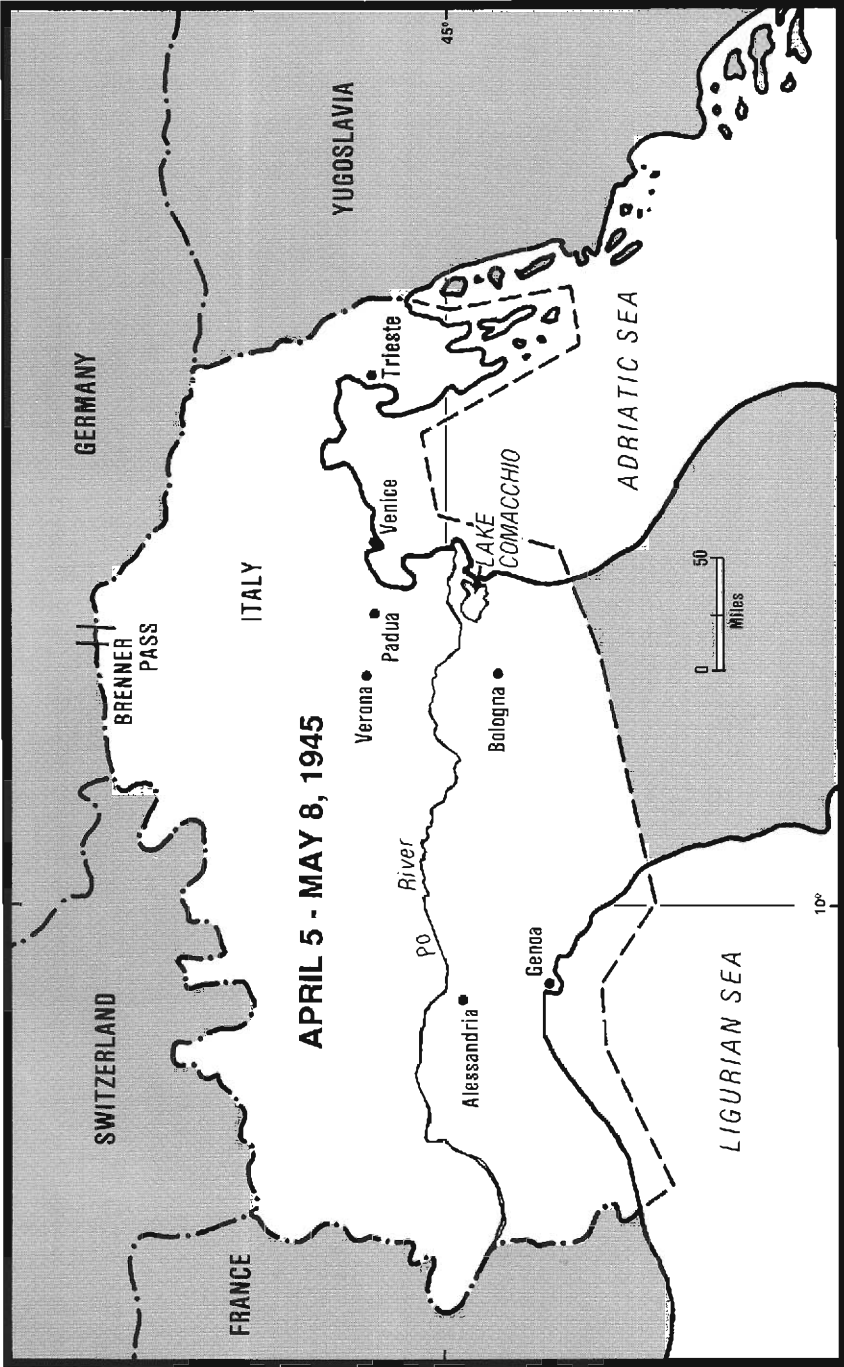 GERMANY
SWITZERLAND
BRENNER
PASS
FRANCE
ITALY
YUGOSLAVIA
APRIL 5 - MAY 8, 1945
Verona
Padua
Venice
Trieste
Po
River
45°
Alessandria
Bologna
LAKE
COMACCHIO
Genoa
ADRIATIC SEA
0
50
Miles
LIGURIAN SEA
10°